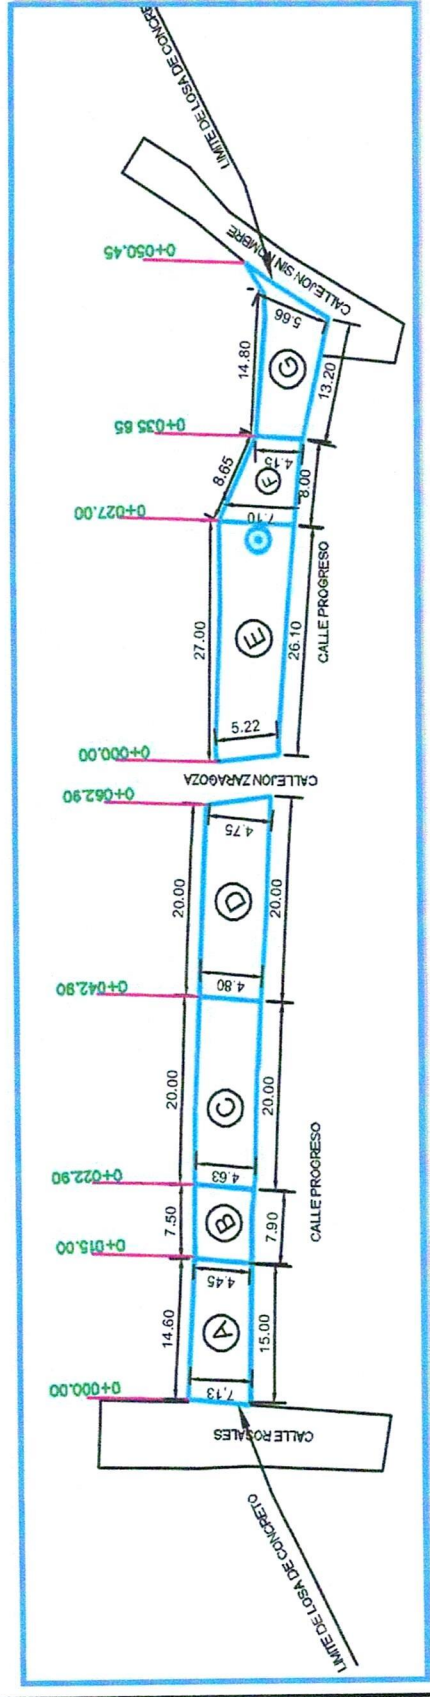 LIMITE DE LOSA DE CONCRE
CALLEJON SIN NOMBRE
0+050.45
5.66
14.80
G
13.20
0+035.65
4.15
8.65
F
8.00
7.10
0+027.00
27.00
E
26.10
CALLE PROGRESO
5.22
0+000.00
CALLEJON ZARAGOZA
0+062.90
4.75
20.00
D
20.00
4.80
0+042.90
20.00
C
20.00
4.63
0+022.90
7.50
B
7.90
CALLE PROGRESO
0+015.00
4.45
14.60
A
15.00
7.13
0+000.00
CALLE ROSALES
LIMITE DE LOSA DE CONCRETO